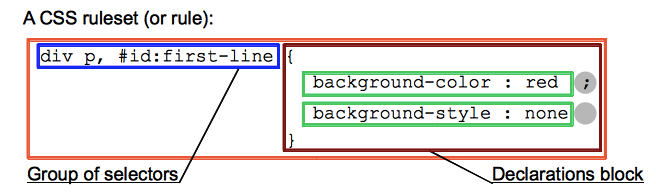 A CSS ruleset (or rule):
div p, #id:first-line {
background-color : red ;
background-style : none
}
Group of selectors
Declarations block